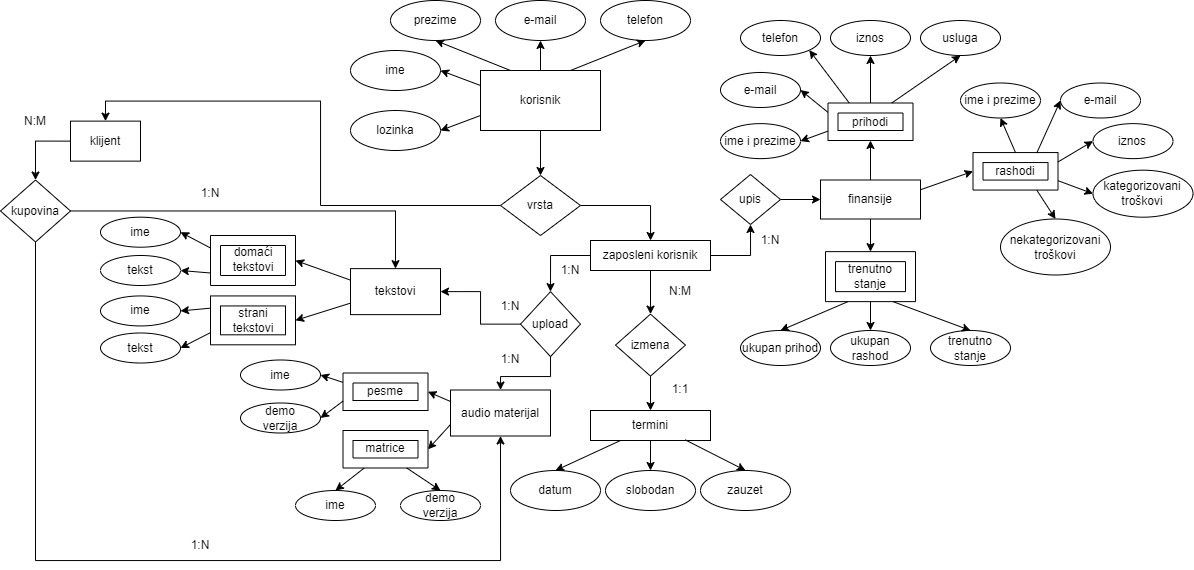 prezime
e-mail
telefon
ime
korisnik
lozinka
telefon
iznos
usluga
e-mail
prihodi
ime i prezime
ime i prezime
e-mail
iznos
rashodi
kategorizovani
troškovi
nekategorizovani
troškovi
N:M
klijent
1:N
kupovina
vrsta
upis
finansije
1:N
zaposleni korisnik
trenutno
stanje
ukupan prihod
ukupan
rashod
trenutno
stanje
ime
domaći
tekstovi
tekst
tekstovi
ime
strani
tekstovi
tekst
1:N
1:N
upload
1:N
N:M
izmena
1:1
termini
datum
slobodan
zauzet
ime
pesme
demo
verzija
audio materijal
matrice
ime
demo
verzija
1:N